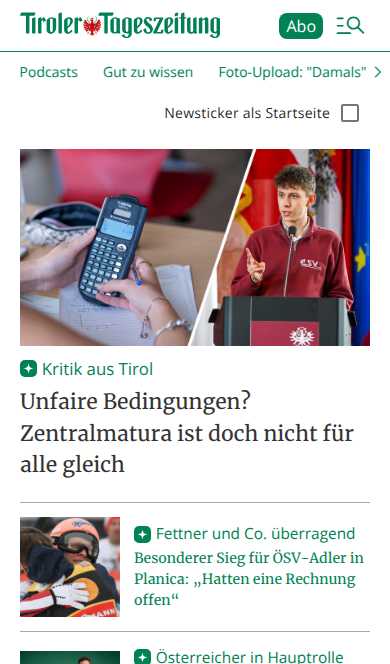 Tiroler Tageszeitung
Abo
Podcasts Gut zu wissen Foto-Upload: "Damals"
Newsticker als Startseite
Kritik aus Tirol
Unfaire Bedingungen?
Zentralmatura ist doch nicht für
alle gleich
Fettner und Co. überragend
Besonderer Sieg für ÖSV-Adler in
Planica: „Hatten eine Rechnung
offen“
Österreicher in Hauptrolle